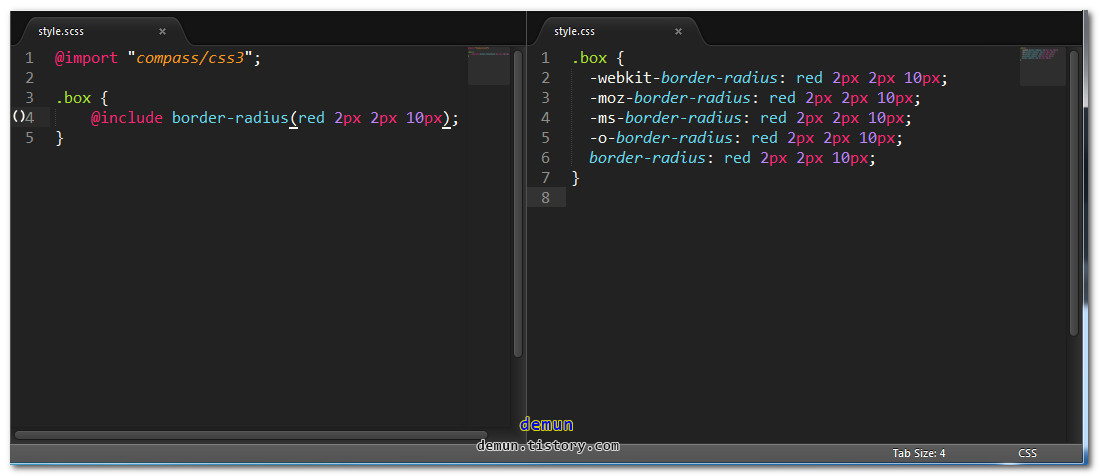 style.scss ×
1 @import "compass/css3";
2
3 .box {
()4 @include border-radius(red 2px 2px 10px);
5 }
style.css ×
1 .box {
2 -webkit-border-radius: red 2px 2px 10px;
3 -moz-border-radius: red 2px 2px 10px;
4 -ms-border-radius: red 2px 2px 10px;
5 -o-border-radius: red 2px 2px 10px;
6 border-radius: red 2px 2px 10px;
7 }
8
demun
demun.tistory.com
Tab Size: 4 CSS